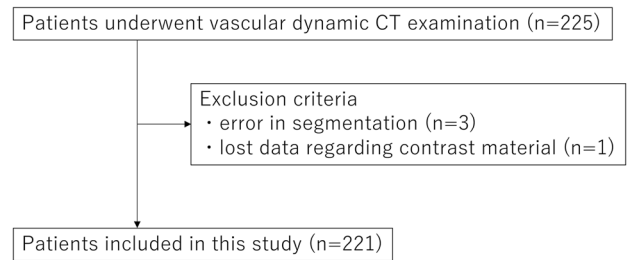 Patients underwent vascular dynamic CT examination (n=225)
Exclusion criteria
・error in segmentation (n=3)
・lost data regarding contrast material (n=1)
Patients included in this study (n=221)